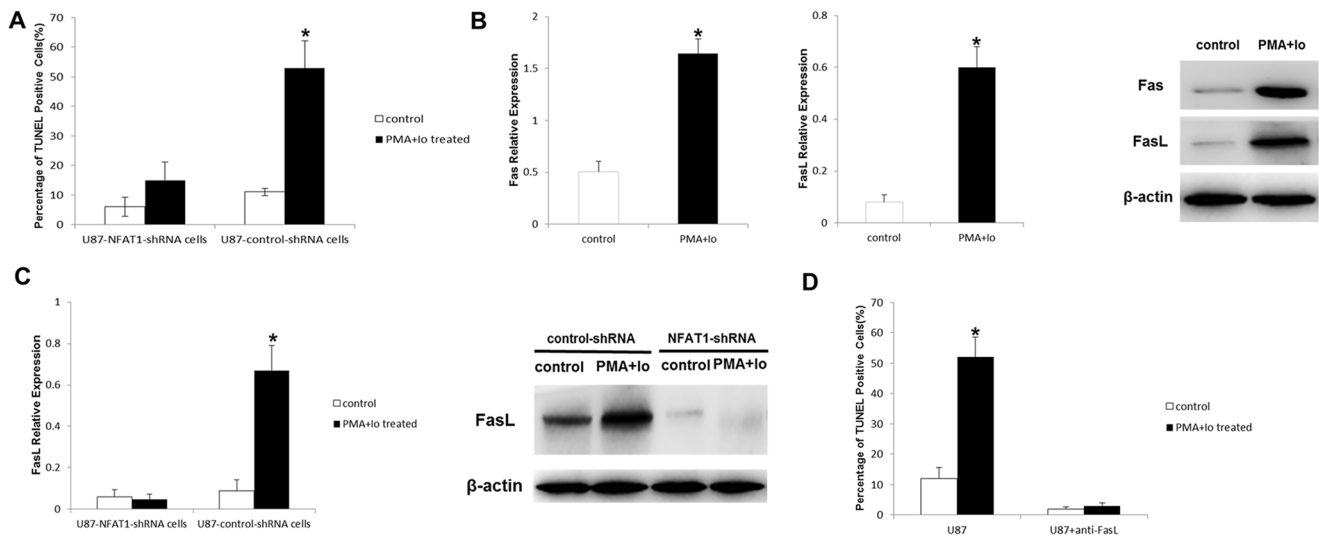 A
Percentage of TUNEL Positive Cells(%)
70
60
50
40
30
20
10
0
*
U87-NFAT1-shRNA cells
U87-control-shRNA cells
control
PMA+Io treated
B
Fas Relative Expression
2
1.5
1
0.5
0
*
control
PMA+Io
FasL Relative Expression
0.8
0.6
0.4
0.2
0
*
control
PMA+Io
control PMA+Io
Fas
FasL
β-actin
C
FasL Relative Expression
1
0.8
0.6
0.4
0.2
0
*
U87-NFAT1-shRNA cells
U87-control-shRNA cells
control
PMA+Io treated
control-shRNA NFAT1-shRNA
control PMA+Io control PMA+Io
FasL
β-actin
D
Percentage of TUNEL Positive Cells(%)
70
60
50
40
30
20
10
0
*
U87
U87+anti-FasL
control
PMA+Io treated